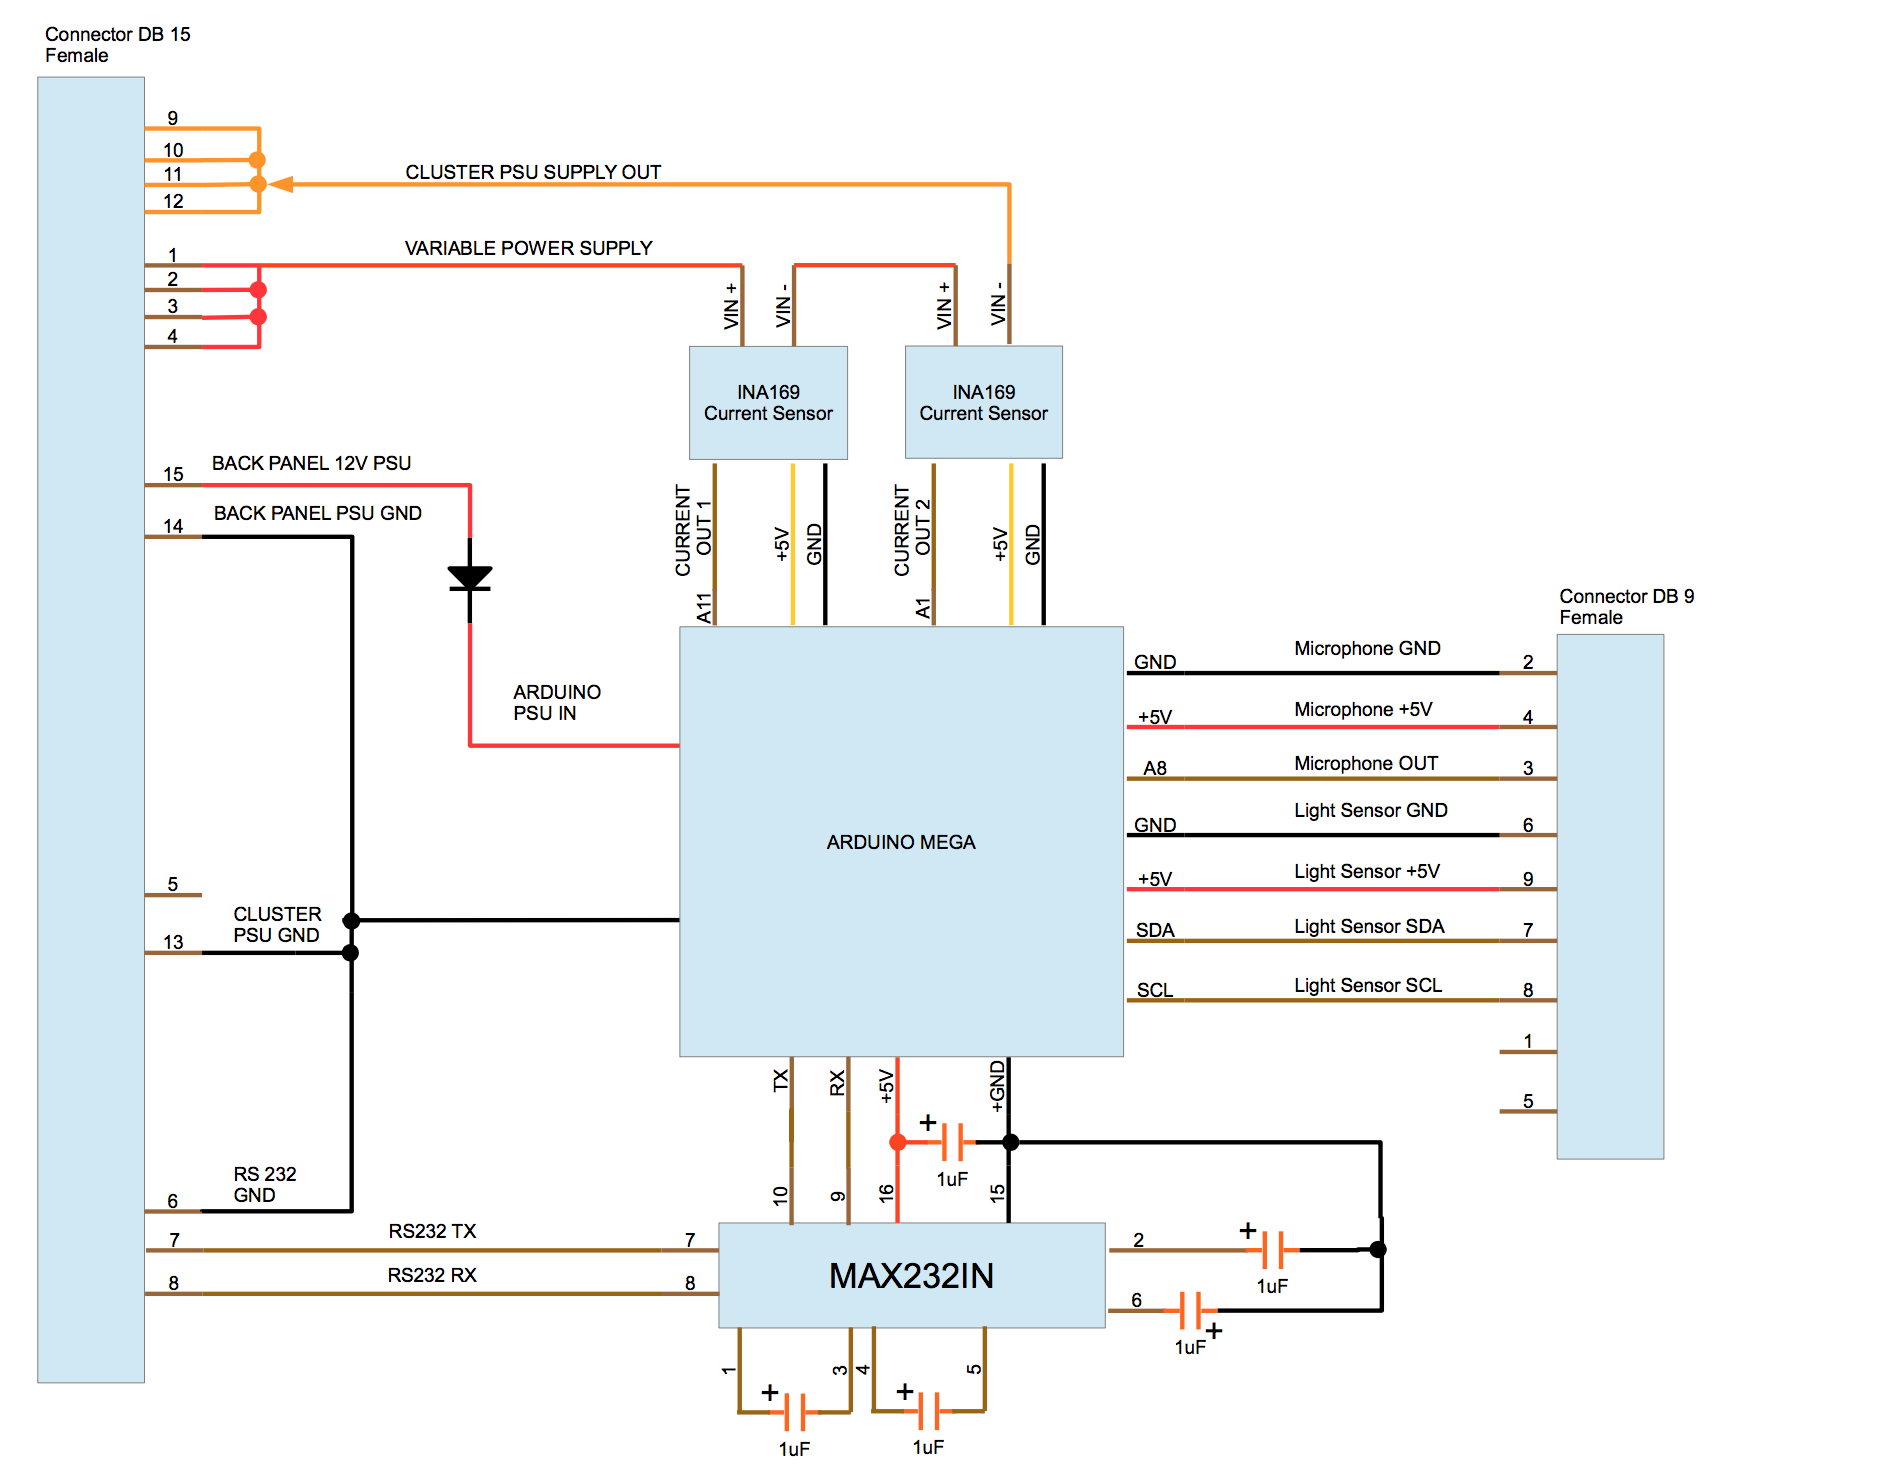 Connector DB 15
Female
9
10
11
12
CLUSTER PSU SUPPLY OUT
1
2
3
4
VARIABLE POWER SUPPLY
VIN +
VIN -
VIN +
VIN -
INA169
Current Sensor
INA169
Current Sensor
15
BACK PANEL 12V PSU
14
BACK PANEL PSU GND
CURRENT
OUT 1
A11
+5V
GND
CURRENT
OUT 2
A1
+5V
GND
ARDUINO
PSU IN
ARDUINO MEGA
Connector DB 9
Female
GND
Microphone GND
2
+5V
Microphone +5V
4
A8
Microphone OUT
3
GND
Light Sensor GND
6
+5V
Light Sensor +5V
9
SDA
Light Sensor SDA
7
SCL
Light Sensor SCL
8
1
5
5
CLUSTER
PSU GND
13
TX
RX
+5V
+GND
+
1uF
10
9
16
15
RS 232
GND
6
7
RS232 TX
7
8
RS232 RX
8
MAX232IN
2
+
1uF
6
1uF
+
1
3
4
5
+
1uF
+
1uF